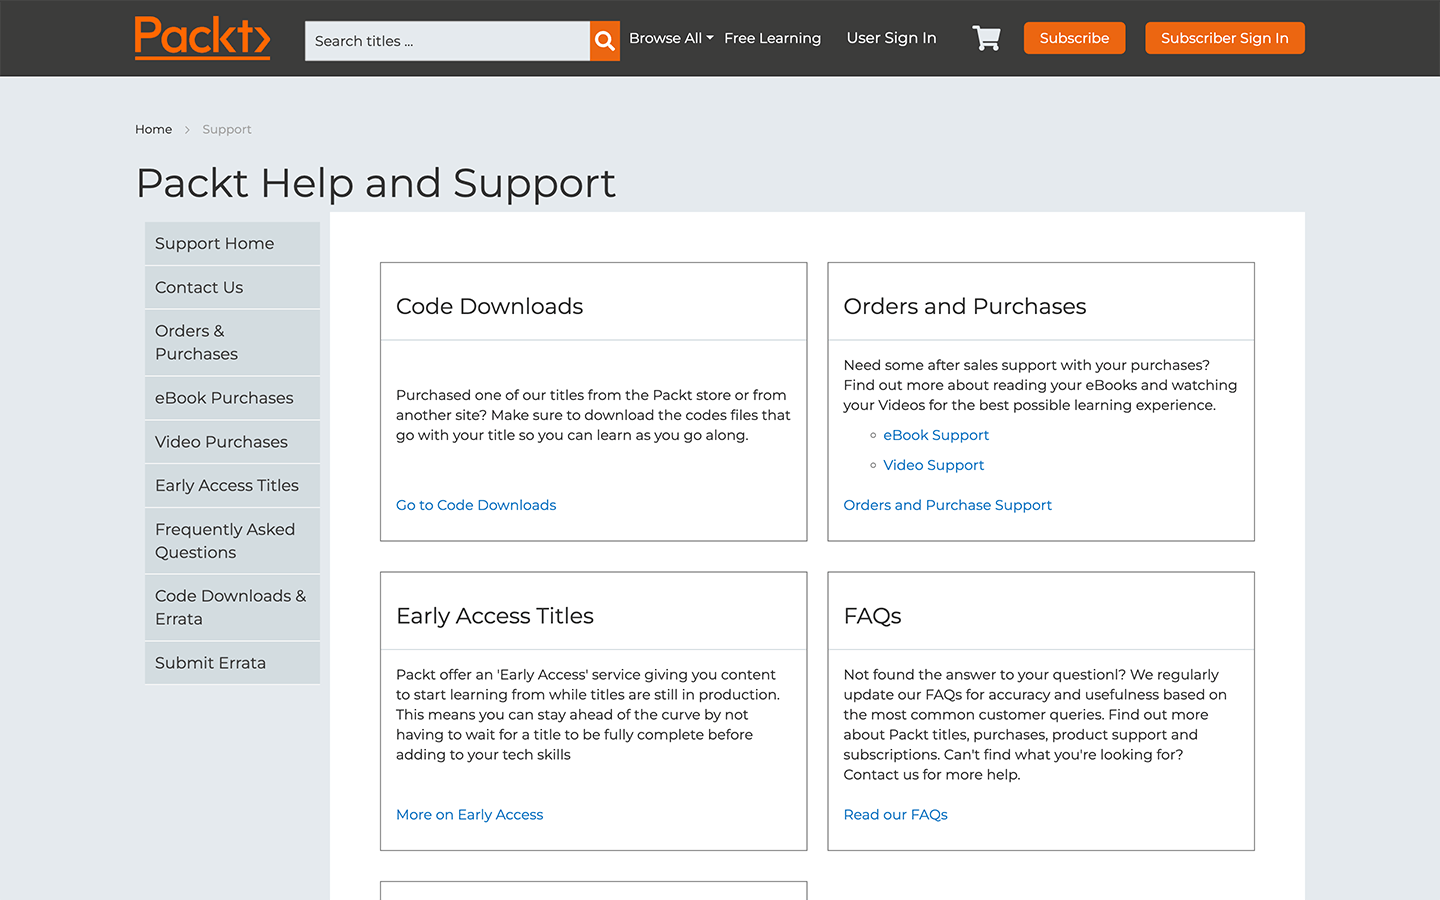 Packt
Search titles ...
Browse All
Free Learning
User Sign In
Subscribe
Subscriber Sign In
Home
Support
Packt Help and Support
Support Home
Contact Us
Orders &
Purchases
eBook Purchases
Video Purchases
Early Access Titles
Frequently Asked
Questions
Code Downloads &
Errata
Submit Errata
Code Downloads
Purchased one of our titles from the Packt store or from
another site? Make sure to download the codes files that
go with your title so you can learn as you go along.
Go to Code Downloads
Orders and Purchases
Need some after sales support with your purchases?
Find out more about reading your eBooks and watching
your Videos for the best possible learning experience.
eBook Support
Video Support
Orders and Purchase Support
Early Access Titles
Packt offer an 'Early Access' service giving you content
to start learning from while titles are still in production.
This means you can stay ahead of the curve by not
having to wait for a title to be fully complete before
adding to your tech skills
More on Early Access
FAQs
Not found the answer to your questionl? We regularly
update our FAQs for accuracy and usefulness based on
the most common customer queries. Find out more
about Packt titles, purchases, product support and
subscriptions. Can't find what you're looking for?
Contact us for more help.
Read our FAQs